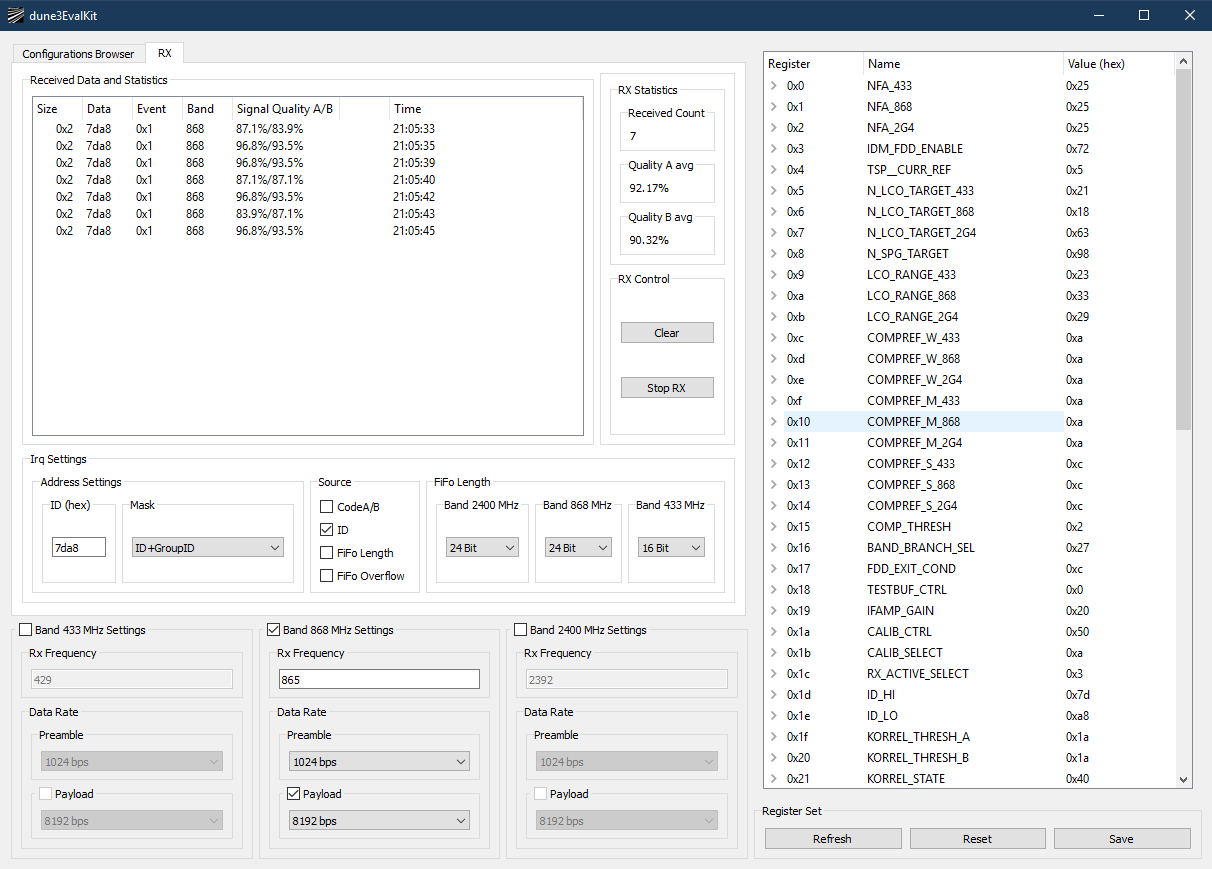 dune3EvalKit
Configurations Browser RX
Received Data and Statistics
Size Data Event Band Signal Quality A/B Time
0x2 7da8 0x1 868 87.1%/83.9% 21:05:33
0x2 7da8 0x1 868 96.8%/93.5% 21:05:35
0x2 7da8 0x1 868 96.8%/93.5% 21:05:39
0x2 7da8 0x1 868 87.1%/87.1% 21:05:40
0x2 7da8 0x1 868 96.8%/93.5% 21:05:42
0x2 7da8 0x1 868 83.9%/87.1% 21:05:43
0x2 7da8 0x1 868 96.8%/93.5% 21:05:45
RX Statistics
Received Count
7
Quality A avg
92.17%
Quality B avg
90.32%
RX Control
Clear
Stop RX
Irq Settings
Address Settings
ID (hex)
7da8
Mask
ID+GroupID
Source
CodeA/B
ID
FiFo Length
FiFo Overflow
FiFo Length
Band 2400 MHz
24 Bit
Band 868 MHz
24 Bit
Band 433 MHz
16 Bit
Band 433 MHz Settings
Rx Frequency
429
Data Rate
Preamble
1024 bps
Payload
8192 bps
Band 868 MHz Settings
Rx Frequency
865
Data Rate
Preamble
1024 bps
Payload
8192 bps
Band 2400 MHz Settings
Rx Frequency
2392
Data Rate
Preamble
1024 bps
Payload
8192 bps
Register Name Value (hex)
0x0 NFA_433 0x25
0x1 NFA_868 0x25
0x2 NFA_2G4 0x25
0x3 IDM_FDD_ENABLE 0x72
0x4 TSP__CURR_REF 0x5
0x5 N_LCO_TARGET_433 0x21
0x6 N_LCO_TARGET_868 0x18
0x7 N_LCO_TARGET_2G4 0x63
0x8 N_SPG_TARGET 0x98
0x9 LCO_RANGE_433 0x23
0xa LCO_RANGE_868 0x33
0xb LCO_RANGE_2G4 0x29
0xc COMPREF_W_433 0xa
0xd COMPREF_W_868 0xa
0xe COMPREF_W_2G4 0xa
0xf COMPREF_M_433 0xa
0x10 COMPREF_M_868 0xa
0x11 COMPREF_M_2G4 0xa
0x12 COMPREF_S_433 0xc
0x13 COMPREF_S_868 0xc
0x14 COMPREF_S_2G4 0xc
0x15 COMP_THRESH 0x2
0x16 BAND_BRANCH_SEL 0x27
0x17 FDD_EXIT_COND 0xc
0x18 TESTBUF_CTRL 0x0
0x19 IFAMP_GAIN 0x20
0x1a CALIB_CTRL 0x50
0x1b CALIB_SELECT 0xa
0x1c RX_ACTIVE_SELECT 0x3
0x1d ID_HI 0x7d
0x1e ID_LO 0xa8
0x1f KORREL_THRESH_A 0x1a
0x20 KORREL_THRESH_B 0x1a
0x21 KORREL_STATE 0x40
Register Set
Refresh Reset Save